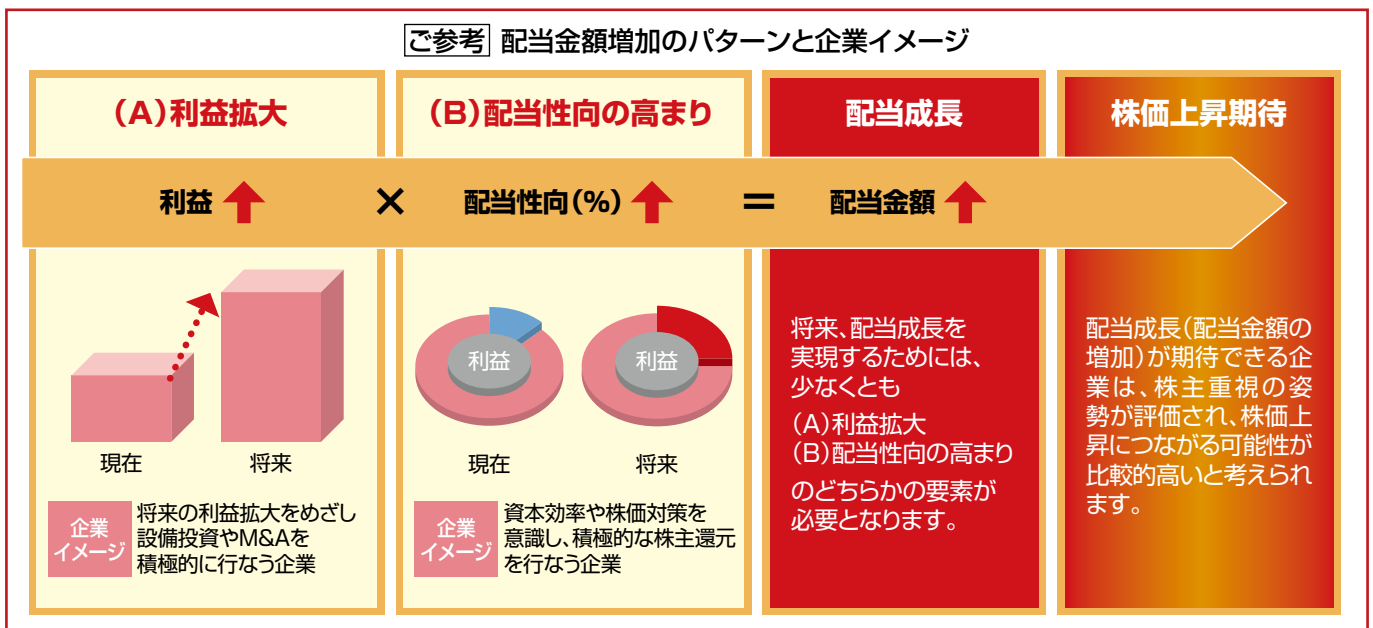 ご参考 配当金額増加のパターンと企業イメージ
(A)利益拡大
(B)配当性向の高まり
配当成長
株価上昇期待
利益
×
配当性向(%)
=
配当金額
現在
将来
企業
イメージ
将来の利益拡大をめざし
設備投資やM&Aを
積極的に行なう企業
利益
利益
現在
将来
企業
イメージ
資本効率や株価対策を
意識し、積極的な株主還元
を行なう企業
将来、配当成長を
実現するためには、
少なくとも
(A)利益拡大
(B)配当性向の高まり
のどちらかの要素が
必要となります。
配当成長(配当金額の
増加)が期待できる企
業は、株主重視の姿
勢が評価され、株価上
昇につながる可能性が
比較的高いと考えられ
ます。